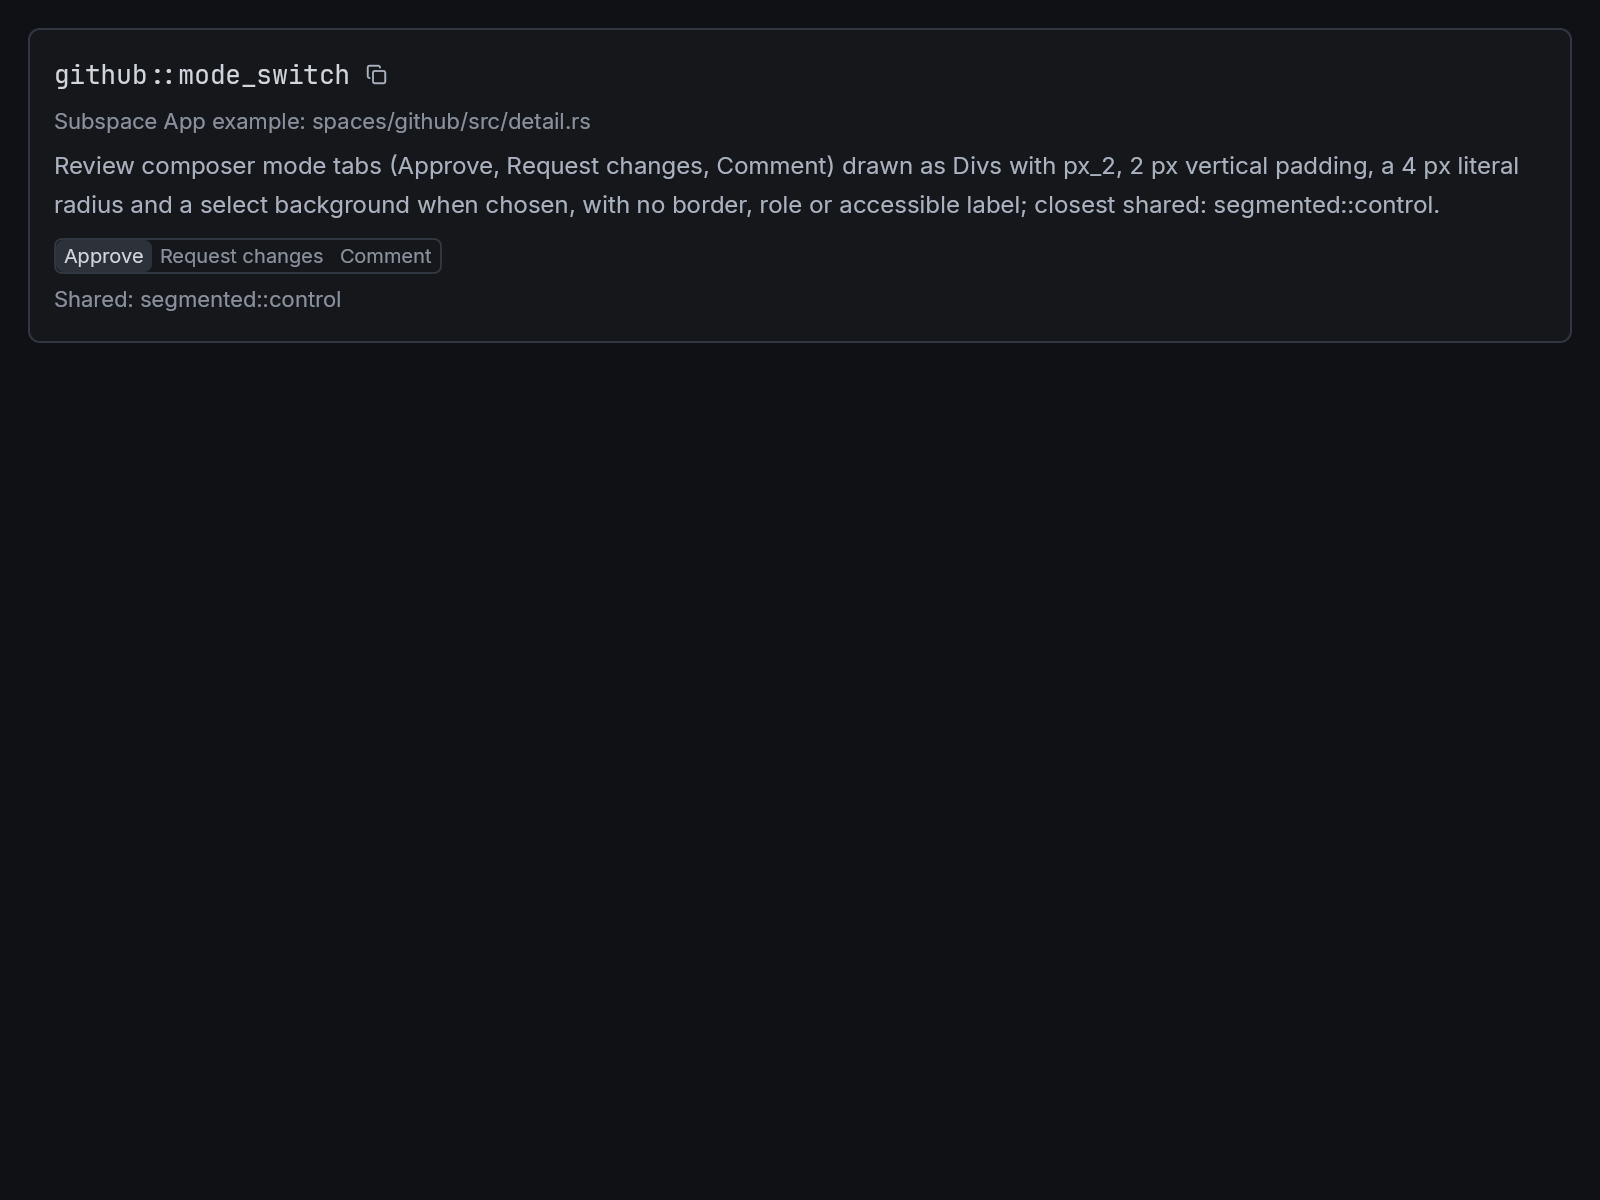 github::mode_switch
Subspace App example: spaces/github/src/detail.rs
Review composer mode tabs (Approve, Request changes, Comment) drawn as Divs with px_2, 2 px vertical padding, a 4 px literal
radius and a select background when chosen, with no border, role or accessible label; closest shared: segmented::control.
Approve Request changes Comment
Shared: segmented::control